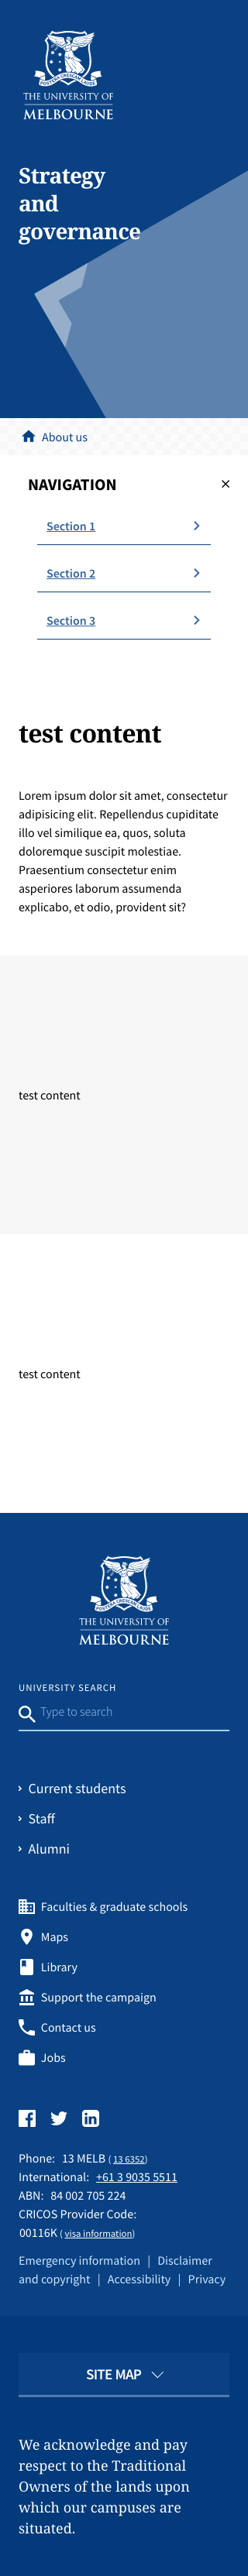 THE UNIVERSITY OF
MELBOURNE
Strategy
and
governance
About us
NAVIGATION
Section 1
Section 2
Section 3
test content
Lorem ipsum dolor sit amet, consectetur
adipisicing elit. Repellendus cupiditate
illo vel similique ea, quos, soluta
doloremque suscipit molestiae.
Praesentium consectetur enim
asperiores laborum assumenda
explicabo, et odio, provident sit?
test content
test content
THE UNIVERSITY OF
MELBOURNE
UNIVERSITY SEARCH
Type to search
Current students
Staff
Alumni
Faculties & graduate schools
Maps
Library
Support the campaign
Contact us
Jobs
Phone: 13 MELB ( 13 6352)
International: +61 3 9035 5511
ABN: 84 002 705 224
CRICOS Provider Code:
00116K ( visa information)
Emergency information | Disclaimer
and copyright | Accessibility | Privacy
SITE MAP
We acknowledge and pay
respect to the Traditional
Owners of the lands upon
which our campuses are
situated.